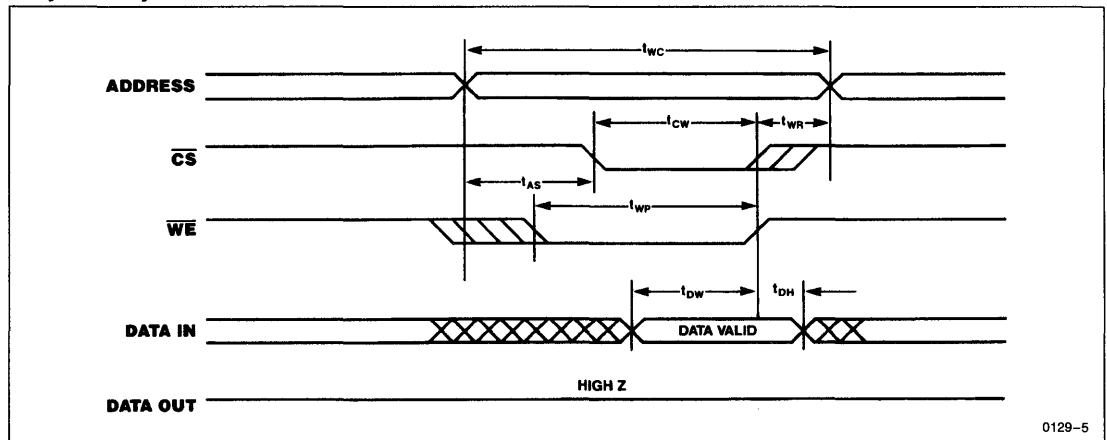 tWC
ADDRESS
tCW
tWR
CS
tAS
tWP
WE
tDW
tDH
DATA IN
DATA VALID
HIGH Z
DATA OUT
0129–5